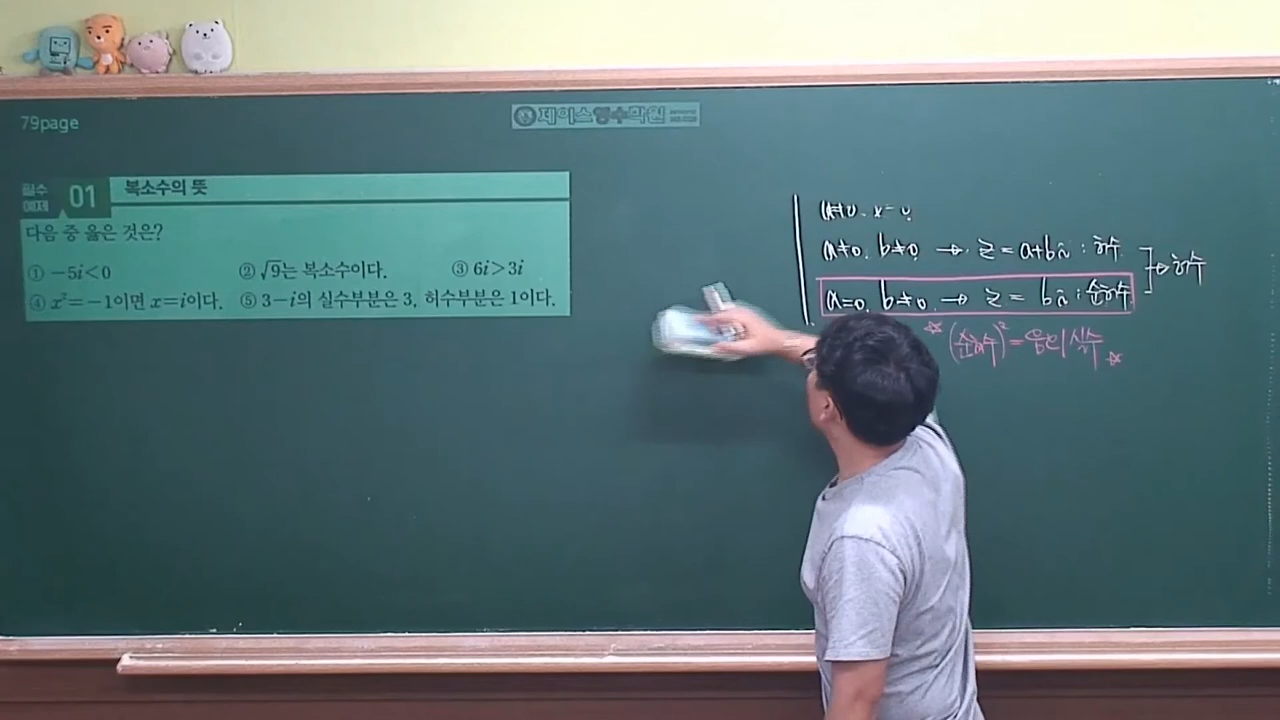 79page
제이스영수학원
필수 예제 01 복소수의 뜻
다음 중 옳은 것은?
① −5i<0 ② √9는 복소수이다. ③ 6i>3i
④ x²=−1이면 x=i이다. ⑤ 3−i의 실수부분은 3, 허수부분은 1이다.
a≠0, b≠0 → z = a+bi : 허수
a=0, b≠0 → z = bi : 순허수
→ 허수
☆ (순허수)² = 음의 실수 ☆